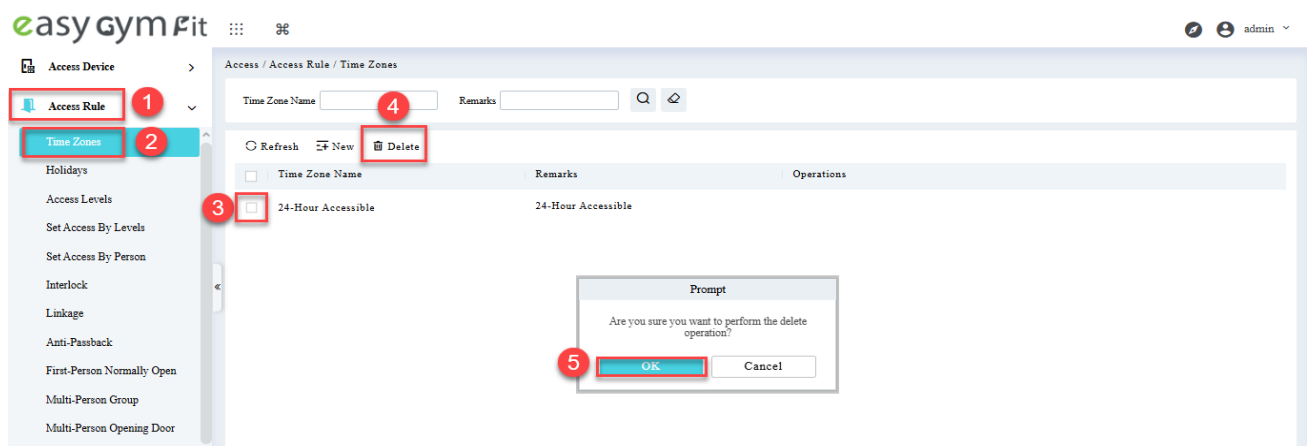 easy Gym Fit
admin
Access Device
Access Rule 1
Time Zones 2
Holidays
Access Levels
Set Access By Levels
Set Access By Person
Interlock
Linkage
Anti-Passback
First-Person Normally Open
Multi-Person Group
Multi-Person Opening Door
Access / Access Rule / Time Zones
Time Zone Name Remarks
4
Refresh New Delete
Time Zone Name Remarks Operations
3 24-Hour Accessible 24-Hour Accessible
Prompt
Are you sure you want to perform the delete
operation?
5 OK Cancel